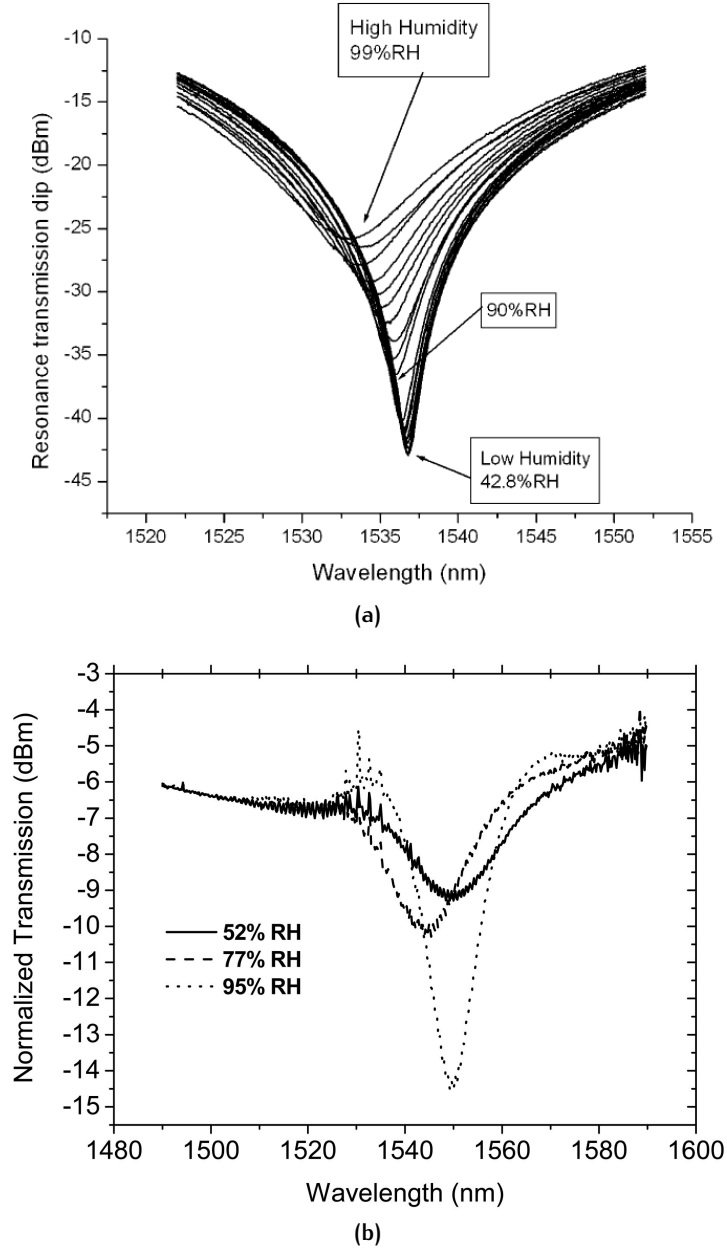 High Humidity
99%RH
-10
-15
-20
-25
-30
-35
-40
-45
Resonance transmission dip (dBm)
90%RH
Low Humidity
42.8%RH
1520 1525 1530 1535 1540 1545 1550 1555
Wavelength (nm)
(a)
-3
-4
-5
-6
-7
-8
-9
-10
-11
-12
-13
-14
-15
Normalized Transmission (dBm)
52% RH
77% RH
95% RH
1480 1500 1520 1540 1560 1580 1600
Wavelength (nm)
(b)